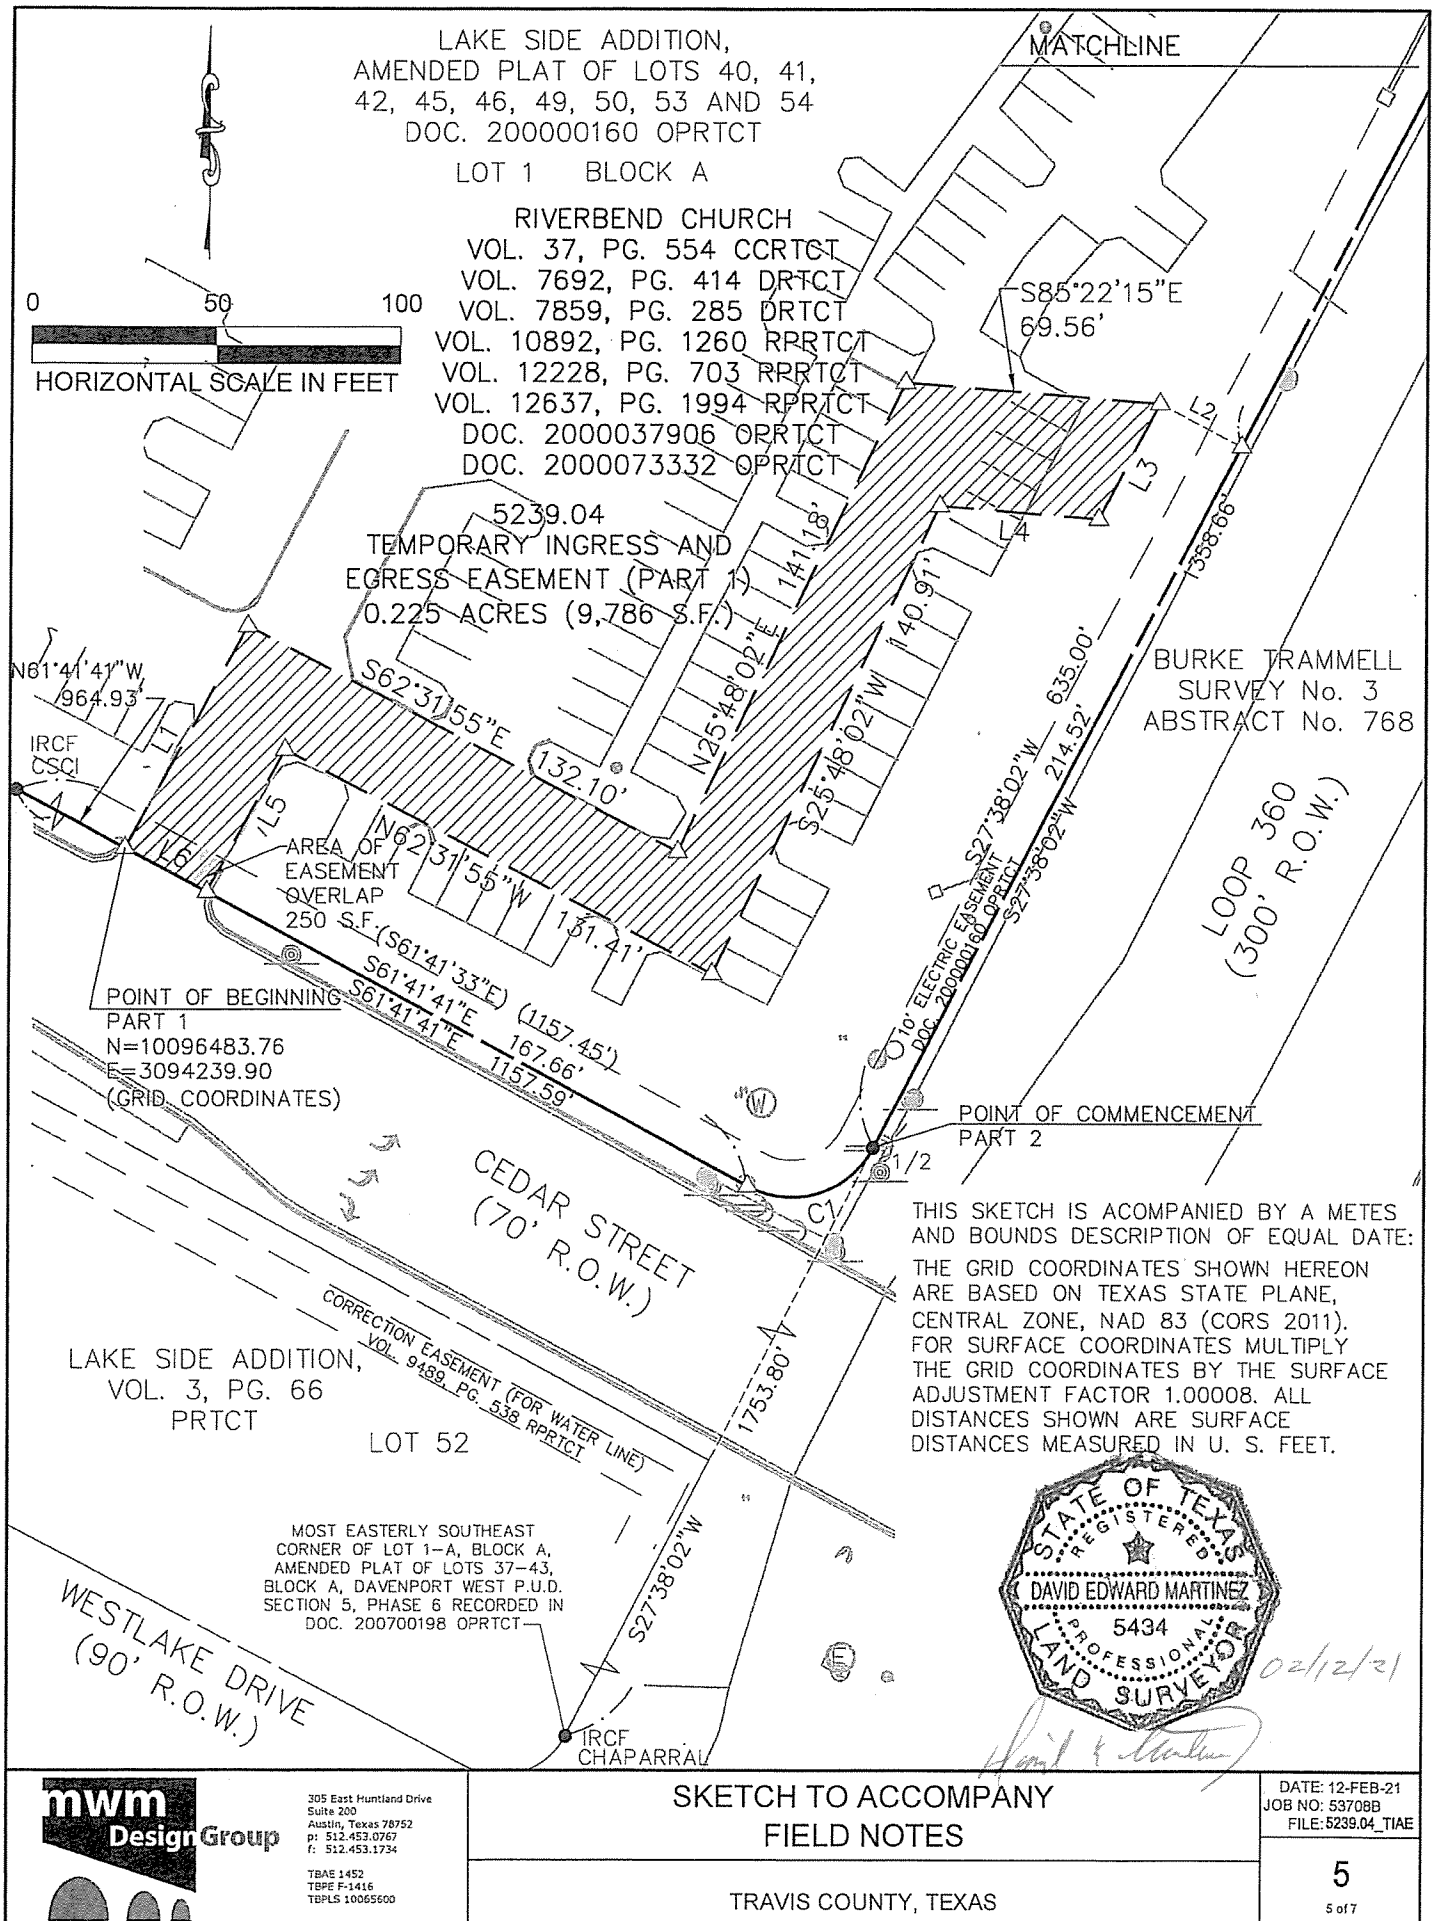 LAKE SIDE ADDITION,
AMENDED PLAT OF LOTS 40, 41,
42, 45, 46, 49, 50, 53 AND 54
DOC. 200000160 OPRTCT
LOT 1 BLOCK A
MATCHLINE
RIVERBEND CHURCH
VOL. 37, PG. 554 CCRTCT
VOL. 7692, PG. 414 DRTCT
VOL. 7859, PG. 285 DRTCT
VOL. 10892, PG. 1260 RPRTCT
VOL. 12228, PG. 703 RPRTCT
VOL. 12637, PG. 1994 RPRTCT
DOC. 2000037906 OPRTCT
DOC. 2000073332 OPRTCT
0 50 100
HORIZONTAL SCALE IN FEET
S85°22'15"E
69.56'
L2
L3
L4
5239.04
TEMPORARY INGRESS AND
EGRESS EASEMENT (PART 1)
0.225 ACRES (9,786 S.F.)
N25°48'02"E 141.18'
S25°48'02"W 140.91'
1358.66'
N61°41'41"W
964.93'
IRCF
CSCI
L1
S62°31'55"E
132.10'
L5
L6
N62°31'55"W 131.41'
AREA OF
EASEMENT
OVERLAP
250 S.F.
S27°38'02"W 635.00'
214.52'
S27°38'02"W
10' ELECTRIC EASEMENT
DOC. 200000160 OPRTCT
BURKE TRAMMELL
SURVEY No. 3
ABSTRACT No. 768
LOOP 360
(300' R.O.W.)
(S61°41'33"E) (1157.45')
S61°41'41"E 167.66'
S61°41'41"E 1157.59'
POINT OF BEGINNING
PART 1
N=10096483.76
E=3094239.90
(GRID COORDINATES)
W
POINT OF COMMENCEMENT
PART 2
1/2
C1
CEDAR STREET
(70' R.O.W.)
THIS SKETCH IS ACOMPANIED BY A METES
AND BOUNDS DESCRIPTION OF EQUAL DATE:
THE GRID COORDINATES SHOWN HEREON
ARE BASED ON TEXAS STATE PLANE,
CENTRAL ZONE, NAD 83 (CORS 2011).
FOR SURFACE COORDINATES MULTIPLY
THE GRID COORDINATES BY THE SURFACE
ADJUSTMENT FACTOR 1.00008. ALL
DISTANCES SHOWN ARE SURFACE
DISTANCES MEASURED IN U. S. FEET.
CORRECTION EASEMENT (FOR WATER LINE)
VOL. 9489, PG. 538 RPRTCT
1753.80'
S27°38'02"W
LAKE SIDE ADDITION,
VOL. 3, PG. 66
PRTCT
LOT 52
MOST EASTERLY SOUTHEAST
CORNER OF LOT 1-A, BLOCK A,
AMENDED PLAT OF LOTS 37-43,
BLOCK A, DAVENPORT WEST P.U.D.
SECTION 5, PHASE 6 RECORDED IN
DOC. 200700198 OPRTCT
WESTLAKE DRIVE
(90' R.O.W.)
E
IRCF
CHAPARRAL
STATE OF TEXAS
REGISTERED
DAVID EDWARD MARTINEZ
5434
PROFESSIONAL
LAND SURVEYOR
02/12/21
mwm
DesignGroup
305 East Huntland Drive
Suite 200
Austin, Texas 78752
p: 512.453.0767
f: 512.453.1734
TBAE 1452
TBPE F-1416
TBPLS 10065600
SKETCH TO ACCOMPANY
FIELD NOTES
TRAVIS COUNTY, TEXAS
DATE: 12-FEB-21
JOB NO: 53708B
FILE: 5239.04_TIAE
5
5 of 7